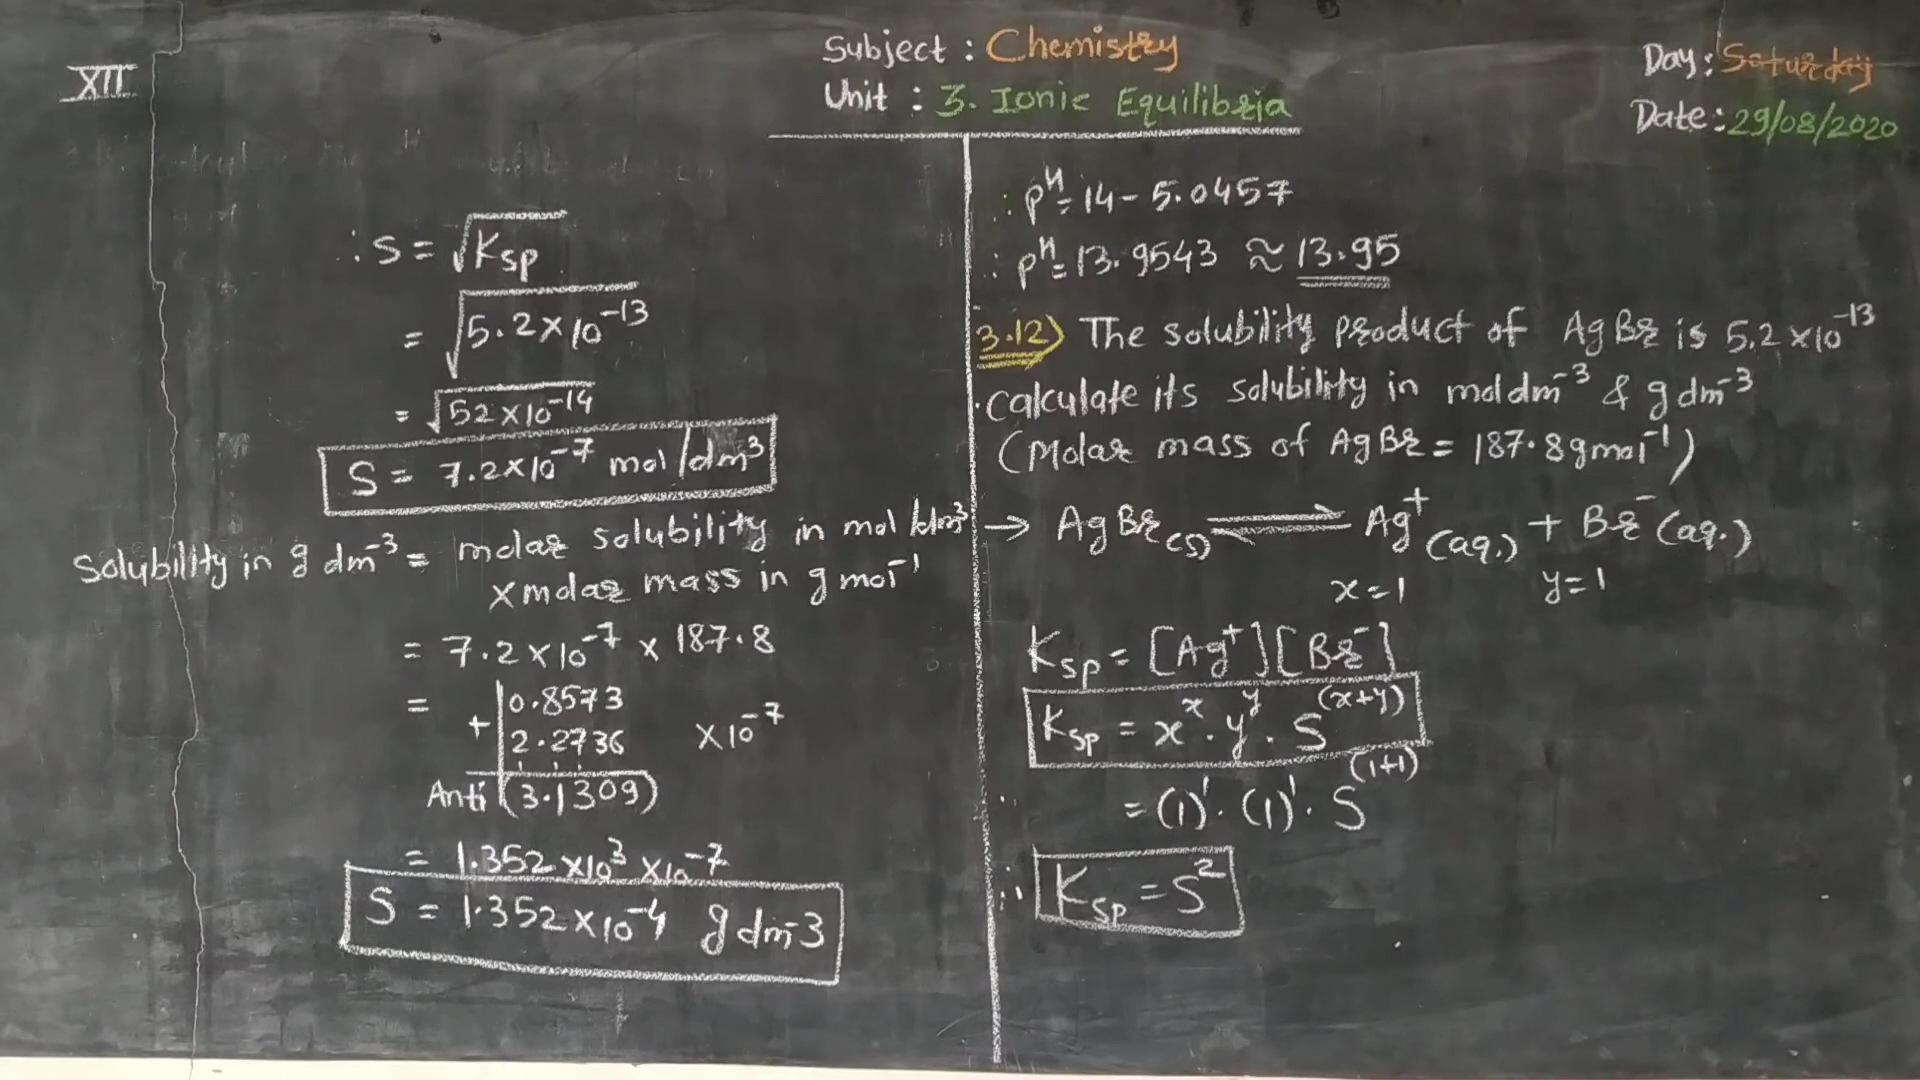 XII
Subject : Chemistry
Unit : 3. Ionic Equilibria
Day : Saturday
Date : 29/08/2020
∴ pH = 14 - 5.0457
∴ pH = 13.9543 ≈ 13.95
3.12) The solubility product of AgBr is 5.2 × 10⁻¹³
Calculate its solubility in mol dm⁻³ & g dm⁻³
(Molar mass of AgBr = 187.8 g mol⁻¹)
→ AgBr(s) ⇌ Ag⁺(aq.) + Br⁻(aq.)
x = 1 y = 1
Ksp = [Ag⁺][Br⁻]
Ksp = xˣ . yʸ . S⁽ˣ⁺ʸ⁾
= (1)¹ . (1)¹ . S⁽¹⁺¹⁾
∴ Ksp = S²
∴ S = √Ksp
= √5.2 × 10⁻¹³
= √52 × 10⁻¹⁴
S = 7.2 × 10⁻⁷ mol/dm³
Solubility in g dm⁻³ = molar solubility in mol/dm³
× molar mass in g mol⁻¹
= 7.2 × 10⁻⁷ × 187.8
= 0.8573
+ 2.2736 × 10⁻⁷
Anti (3.1309)
= 1.352 × 10³ × 10⁻⁷
S = 1.352 × 10⁻⁴ g dm⁻³